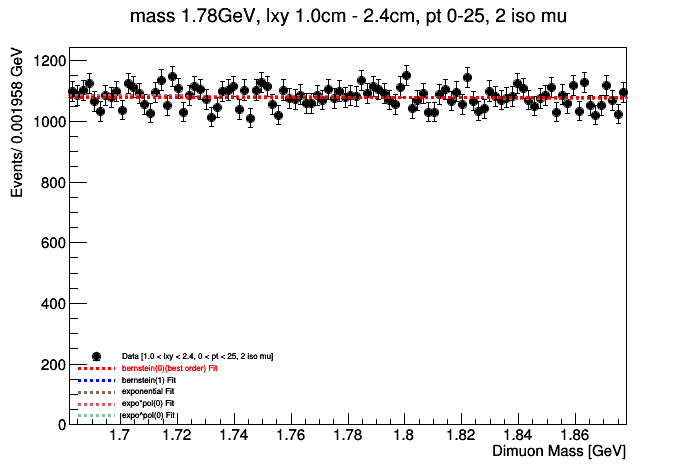 mass 1.78GeV, lxy 1.0cm - 2.4cm, pt 0-25, 2 iso mu
Events/ 0.001958 GeV
1200
1000
800
600
400
200
0
Data [1.0 < lxy < 2.4, 0 < pt < 25, 2 iso mu]
bernstein(0)(best order) Fit
bernstein(1) Fit
exponential Fit
expo*pol(0) Fit
expo^pol(0) Fit
1.7 1.72 1.74 1.76 1.78 1.8 1.82 1.84 1.86
Dimuon Mass [GeV]